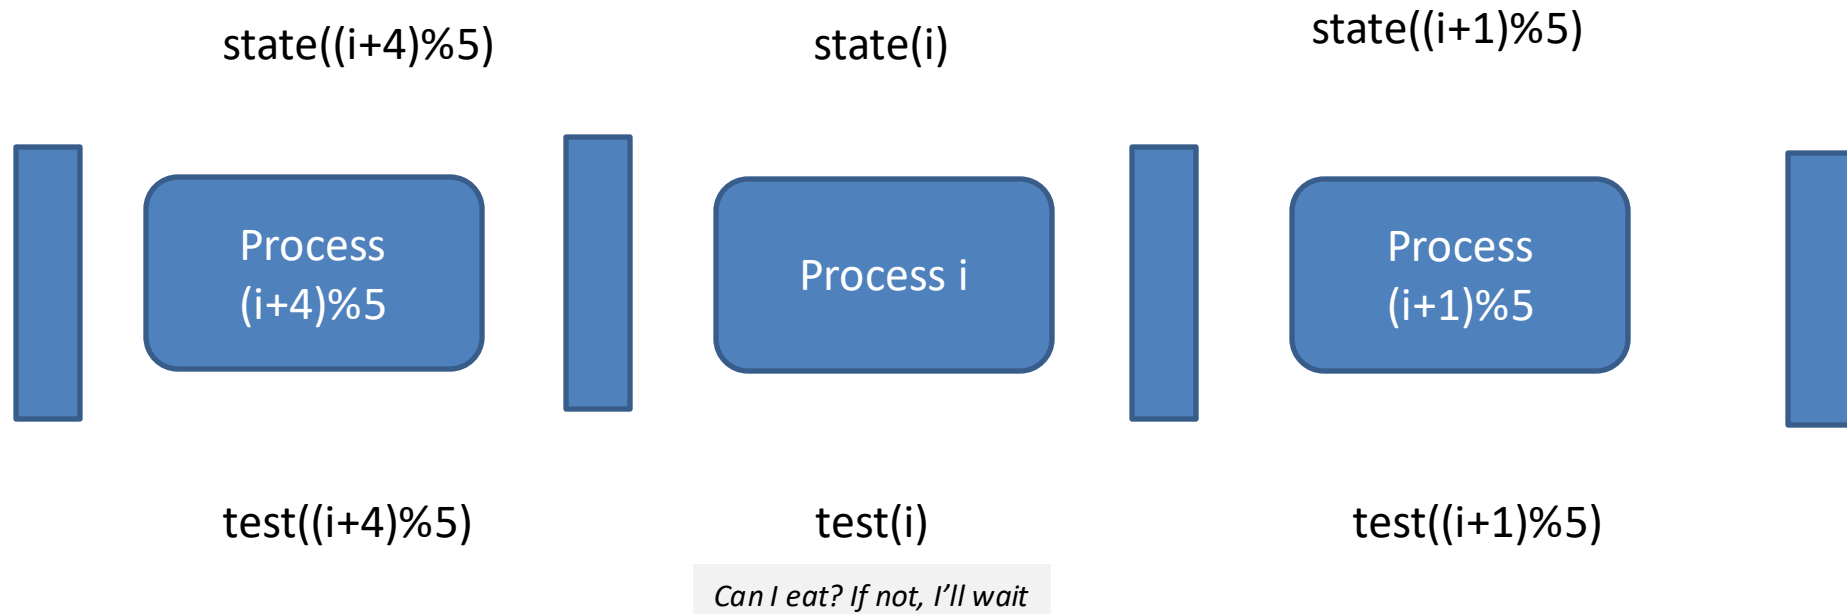 state((i+4)%5)
state(i)
state((i+1)%5)
Process
(i+4)%5
Process i
Process
(i+1)%5
test((i+4)%5)
test(i)
test((i+1)%5)
Can I eat? If not, I’ll wait